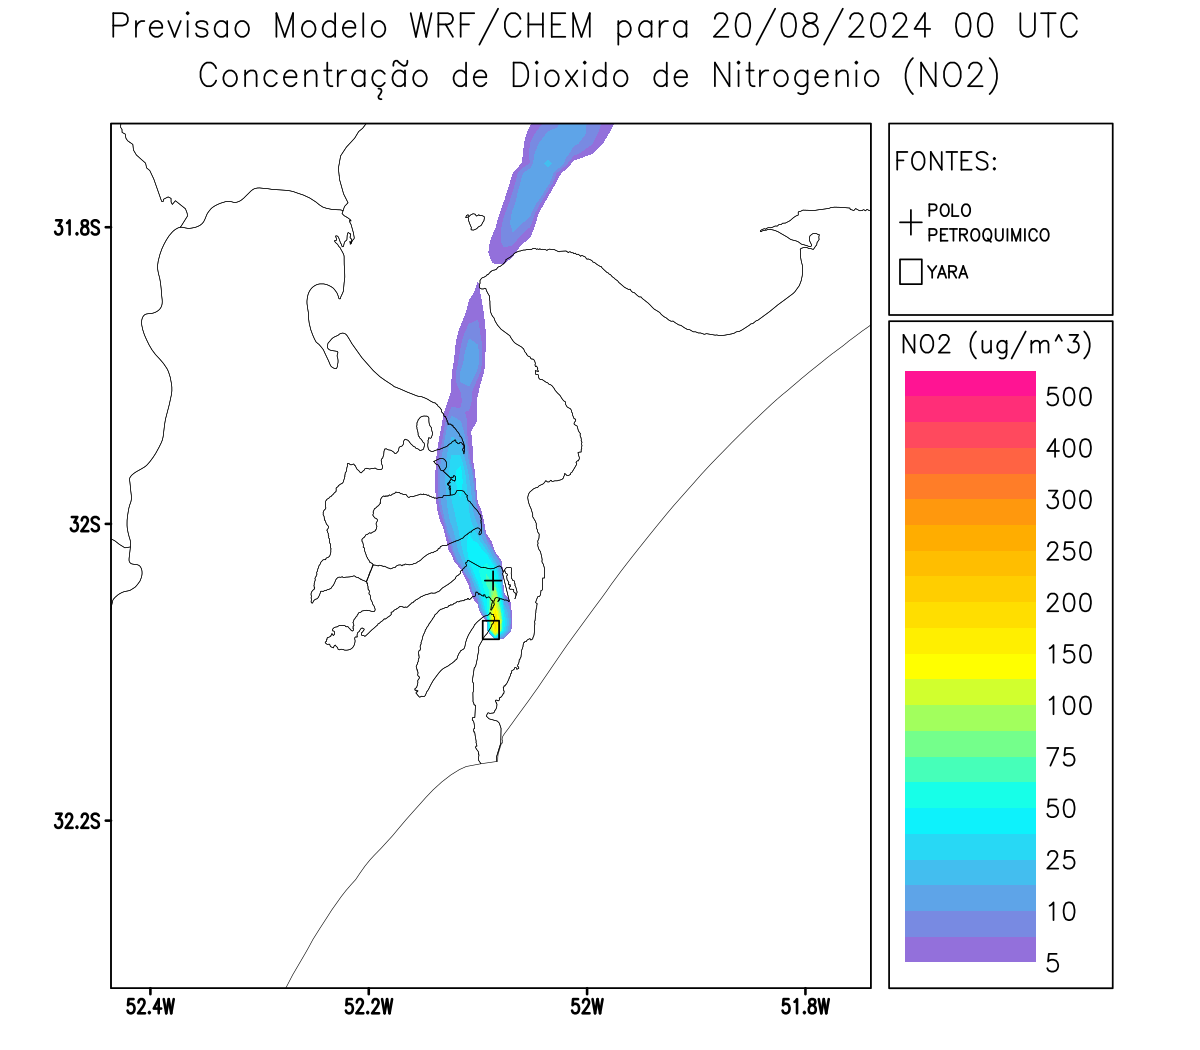 Previsao Modelo WRF/CHEM para 20/08/2024 00 UTC
Concentração de Dioxido de Nitrogenio (NO2)
FONTES:
POLO
PETROQUIMICO
YARA
NO2 (ug/m^3)
500
400
300
250
200
150
100
75
50
25
10
5
31.8S
32S
32.2S
52.4W
52.2W
52W
51.8W